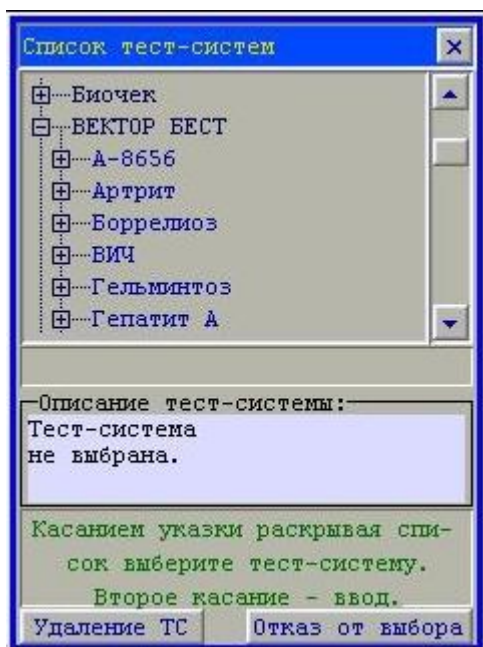 Список тест-систем
Биочек
ВЕКТОР БЕСТ
А-8656
Артрит
Боррелиоз
ВИЧ
Гельминтоз
Гепатит А
Описание тест-системы:
Тест-система
не выбрана.
Касанием указки раскрывая спи-
сок выберите тест-систему.
Второе касание - ввод.
Удаление ТС
Отказ от выбора